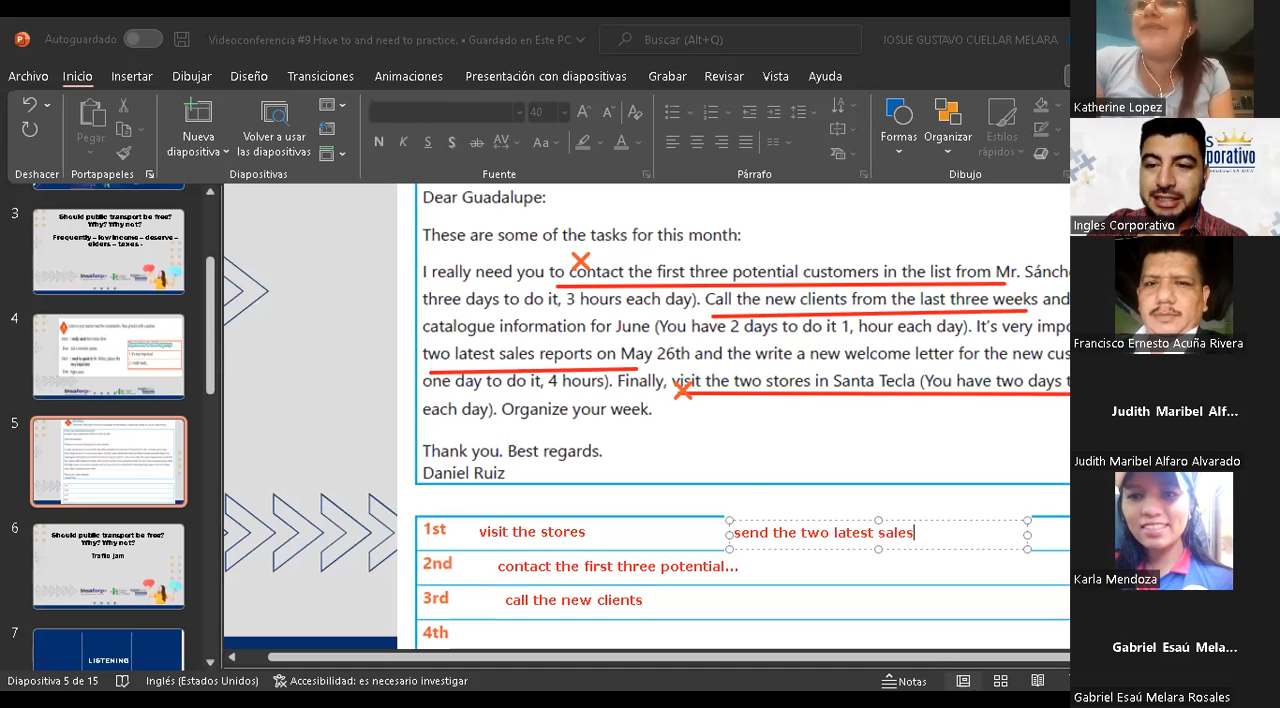 Autoguardado
Videoconferencia #9 Have to and need to practice. • Guardado en Este PC
Buscar (Alt+Q)
JOSUE GUSTAVO CUELLAR MELARA
Archivo Inicio Insertar Dibujar Diseño Transiciones Animaciones Presentación con diapositivas Grabar Revisar Vista Ayuda
Pegar
Nueva diapositiva
Volver a usar las diapositivas
40
N K S S ab AV Aa A
Formas
Organizar
Estilos rápidos
Deshacer Portapapeles Diapositivas Fuente Párrafo Dibujo
3
Should public transport be free?
Why? Why not?
Frequently – low income – deserve –
elders – taxes -
Insaforp
4
5
6
Should public transport be free?
Why? Why not?
Traffic jam
Insaforp
7
LISTENING
Dear Guadalupe:
These are some of the tasks for this month:
I really need you to contact the first three potential customers in the list from Mr. Sánche
three days to do it, 3 hours each day). Call the new clients from the last three weeks and
catalogue information for June (You have 2 days to do it 1, hour each day). It's very impo
two latest sales reports on May 26th and the write a new welcome letter for the new cus
one day to do it, 4 hours). Finally, visit the two stores in Santa Tecla (You have two days t
each day). Organize your week.
Thank you. Best regards.
Daniel Ruiz
1st visit the stores send the two latest sales
2nd contact the first three potential...
3rd call the new clients
4th
Diapositiva 5 de 15
Inglés (Estados Unidos)
Accesibilidad: es necesario investigar
Notas
Katherine Lopez
S
rporativo
Ingles Corporativo
Francisco Ernesto Acuña Rivera
Judith Maribel Alf...
Judith Maribel Alfaro Alvarado
Karla Mendoza
Gabriel Esaú Mela...
Gabriel Esaú Melara Rosales